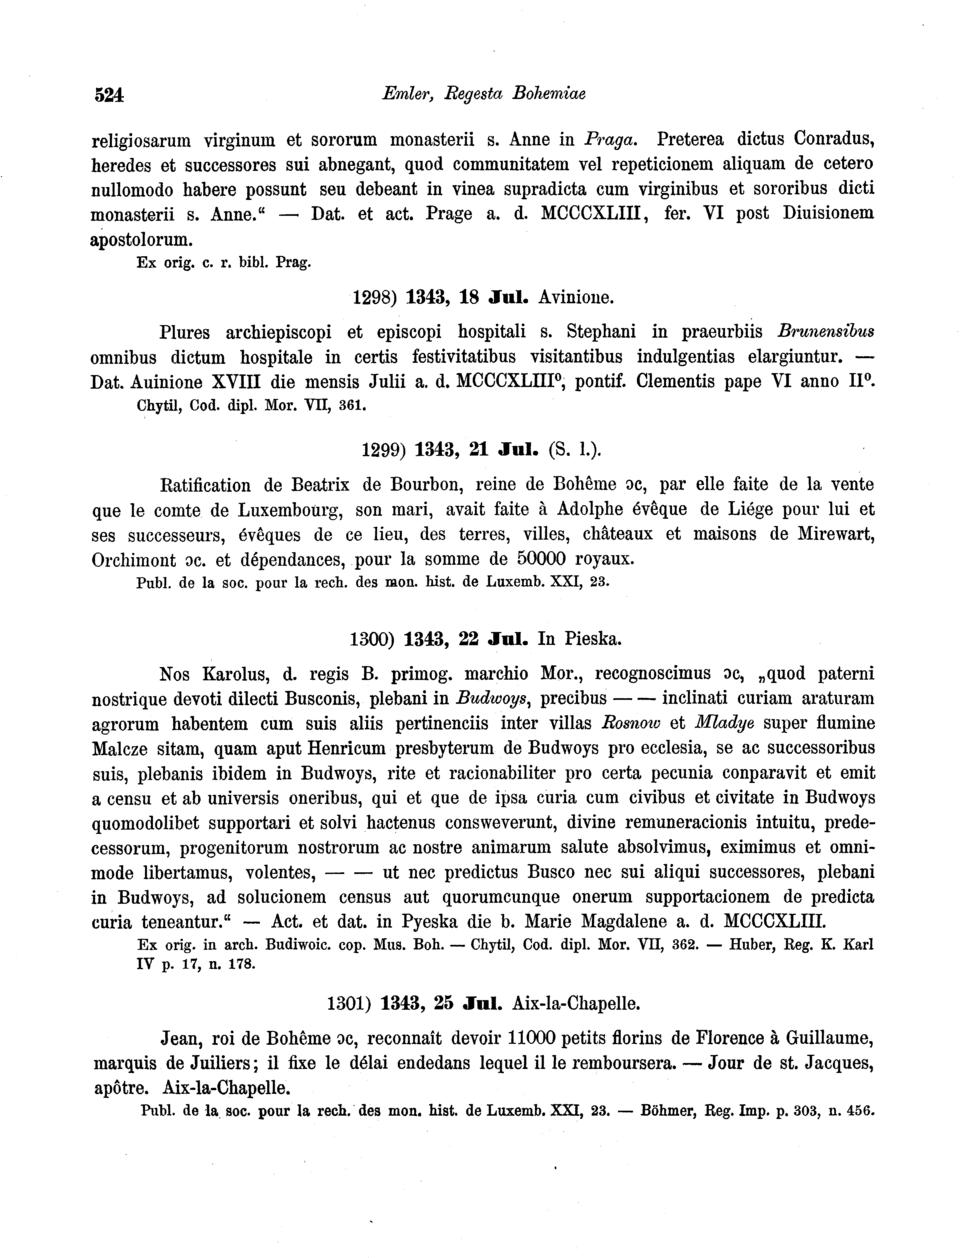 524 Emler, Regesta Bohemiae
religiosarum virginum et sororum monasterii s. Anne in Praga. Preterea dictus Conradus,
heredes et successores sui abnegant, quod communitatem vel repeticionem aliquam de cetero
nullomodo habere possunt seu debeant in vinea supradicta cum virginibus et sororibus dicti
monasterii s. Anne.“ — Dat. et act. Prage a. d. MCCCXLIII, fer. VI post Diuisionem
apostolorum.
Ex orig. c. r. bibl. Prag.
1298) 1343, 18 Jul. Avinione.
Plures archiepiscopi et episcopi hospitali s. Stephani in praeurbiis Brunensibus
omnibus dictum hospitale in certis festivitatibus visitantibus indulgentias elargiuntur. —
Dat. Auinione XVIII die mensis Julii a. d. MCCCXLIII⁰, pontif. Clementis pape VI anno II⁰.
Chytil, Cod. dipl. Mor. VII, 361.
1299) 1343, 21 Jul. (S. l.).
Ratification de Beatrix de Bourbon, reine de Bohême ɔc, par elle faite de la vente
que le comte de Luxembourg, son mari, avait faite à Adolphe évêque de Liége pour lui et
ses successeurs, évêques de ce lieu, des terres, villes, châteaux et maisons de Mirewart,
Orchimont ɔc. et dépendances, pour la somme de 50000 royaux.
Publ. de la soc. pour la rech. des mon. hist. de Luxemb. XXI, 23.
1300) 1343, 22 Jul. In Pieska.
Nos Karolus, d. regis B. primog. marchio Mor., recognoscimus ɔc, „quod paterni
nostrique devoti dilecti Busconis, plebani in Budwoys, precibus — — inclinati curiam araturam
agrorum habentem cum suis aliis pertinenciis inter villas Rosnow et Mladye super flumine
Malcze sitam, quam aput Henricum presbyterum de Budwoys pro ecclesia, se ac successoribus
suis, plebanis ibidem in Budwoys, rite et racionabiliter pro certa pecunia conparavit et emit
a censu et ab universis oneribus, qui et que de ipsa curia cum civibus et civitate in Budwoys
quomodolibet supportari et solvi hactenus consweverunt, divine remuneracionis intuitu, prede-
cessorum, progenitorum nostrorum ac nostre animarum salute absolvimus, eximimus et omni-
mode libertamus, volentes, — — ut nec predictus Busco nec sui aliqui successores, plebani
in Budwoys, ad solucionem census aut quorumcunque onerum supportacionem de predicta
curia teneantur.“ — Act. et dat. in Pyeska die b. Marie Magdalene a. d. MCCCXLIII.
Ex orig. in arch. Budiwoic. cop. Mus. Boh. — Chytil, Cod. dipl. Mor. VII, 362. — Huber, Reg. K. Karl
IV p. 17, n. 178.
1301) 1343, 25 Jul. Aix-la-Chapelle.
Jean, roi de Bohême ɔc, reconnaît devoir 11000 petits florins de Florence à Guillaume,
marquis de Juiliers; il fixe le délai endedans lequel il le remboursera. — Jour de st. Jacques,
apôtre. Aix-la-Chapelle.
Publ. de la soc. pour la rech. des mon. hist. de Luxemb. XXI, 23. — Böhmer, Reg. Imp. p. 303, n. 456.